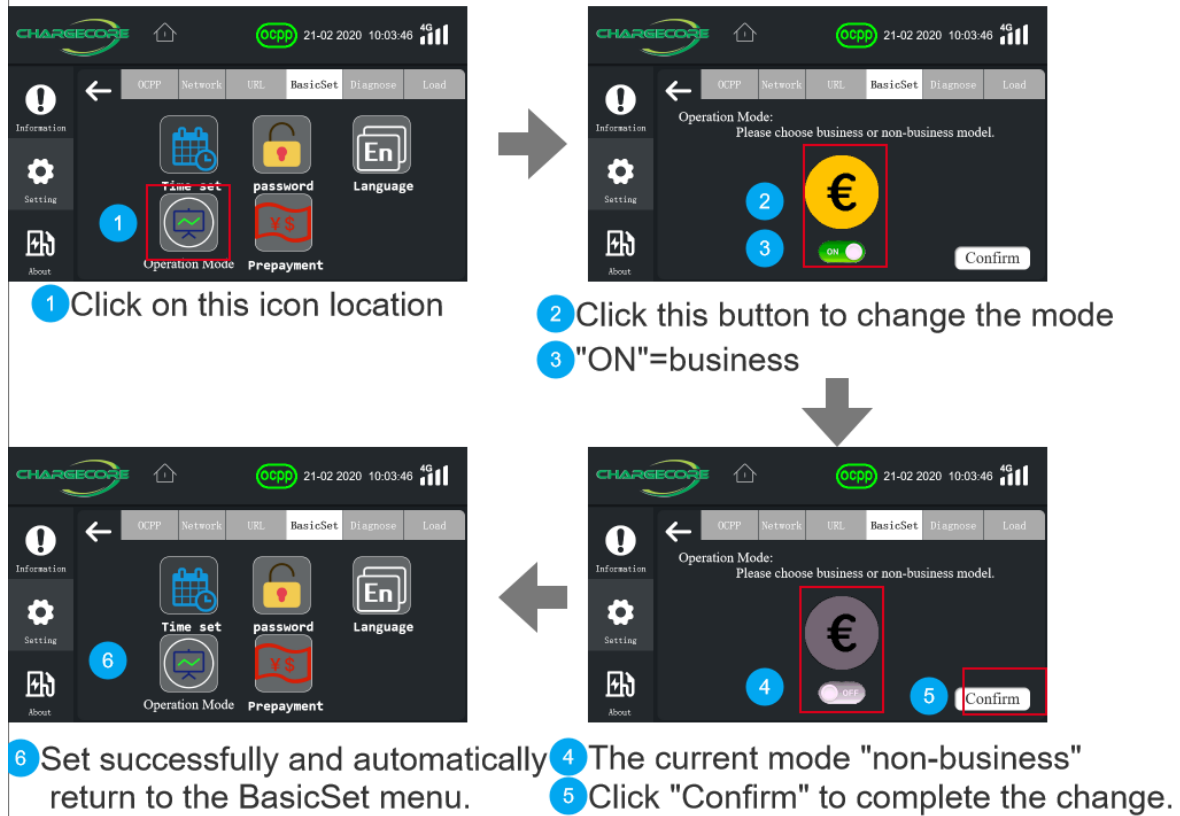 CHARGECORE
ocpp 21-02 2020 10:03:46 4G
OCPP Network URL BasicSet Diagnose Load
Information
Setting
About
Time set password Language
En
¥$
1
Operation Mode Prepayment
1 Click on this icon location
CHARGECORE
ocpp 21-02 2020 10:03:46 4G
OCPP Network URL BasicSet Diagnose Load
Information
Setting
About
Operation Mode:
Please choose business or non-business model.
€
2
3 ON
Confirm
2 Click this button to change the mode
3 "ON"=business
CHARGECORE
ocpp 21-02 2020 10:03:46 4G
OCPP Network URL BasicSet Diagnose Load
Information
Setting
About
Operation Mode:
Please choose business or non-business model.
€
4 OFF
5 Confirm
4 The current mode "non-business"
5 Click "Confirm" to complete the change.
CHARGECORE
ocpp 21-02 2020 10:03:46 4G
OCPP Network URL BasicSet Diagnose Load
Information
Setting
About
En
Time set password Language
¥$
6
Operation Mode Prepayment
6 Set successfully and automatically
return to the BasicSet menu.